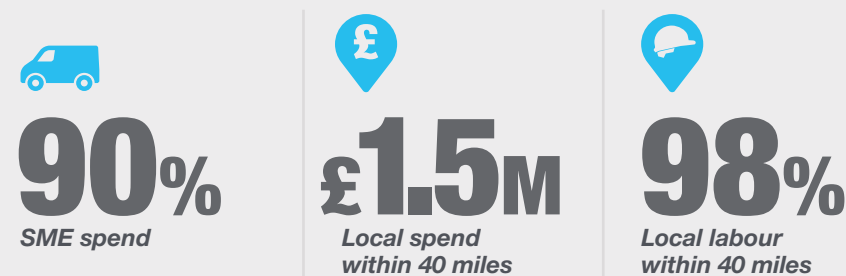 £
90%
SME spend
£1.5M
Local spend
within 40 miles
98%
Local labour
within 40 miles